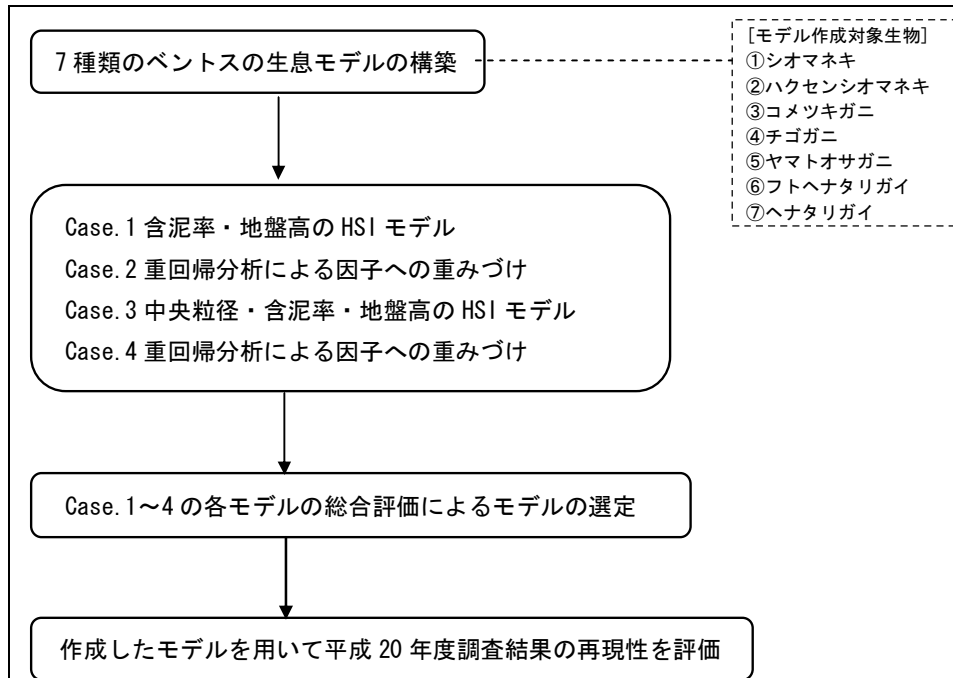 7種類のベントスの生息モデルの構築
[モデル作成対象生物]
①シオマネキ
②ハクセンシオマネキ
③コメツキガニ
④チゴガニ
⑤ヤマトオサガニ
⑥フトヘナタリガイ
⑦ヘナタリガイ
Case.1 含泥率・地盤高のHSIモデル
Case.2 重回帰分析による因子への重みづけ
Case.3 中央粒径・含泥率・地盤高のHSIモデル
Case.4 重回帰分析による因子への重みづけ
Case.1～4の各モデルの総合評価によるモデルの選定
作成したモデルを用いて平成20年度調査結果の再現性を評価